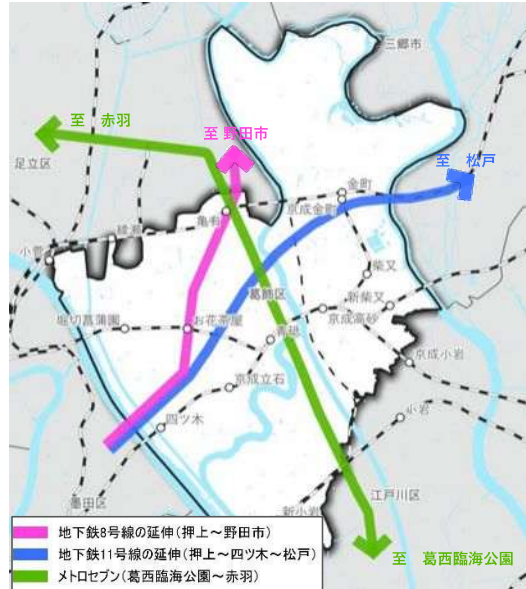 三郷市
至 赤羽
至 野田市
至 松戸
足立区
金町
京成金町
亀有
綾瀬
小菅
柴又
葛飾区
新柴又
堀切菖蒲園
お花茶屋
京成高砂
青砥
京成小岩
京成立石
小岩
四ツ木
墨田区
新小岩
江戸川区
至 葛西臨海公園
地下鉄8号線の延伸(押上~野田市)
地下鉄11号線の延伸(押上~四ツ木~松戸)
メトロセブン(葛西臨海公園~赤羽)